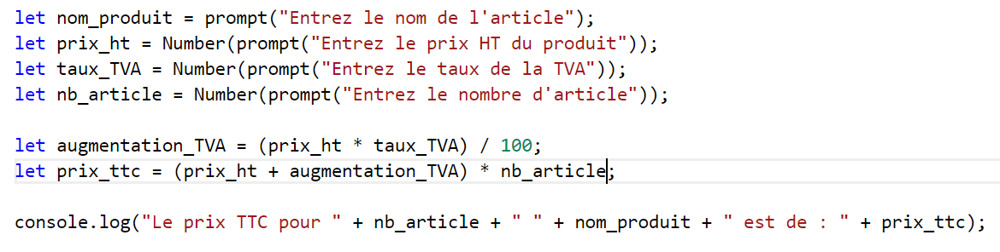 let nom_produit = prompt("Entrez le nom de l'article");
let prix_ht = Number(prompt("Entrez le prix HT du produit"));
let taux_TVA = Number(prompt("Entrez le taux de la TVA"));
let nb_article = Number(prompt("Entrez le nombre d'article"));
let augmentation_TVA = (prix_ht * taux_TVA) / 100;
let prix_ttc = (prix_ht + augmentation_TVA) * nb_article;
console.log("Le prix TTC pour " + nb_article + " " + nom_produit + " est de : " + prix_ttc);